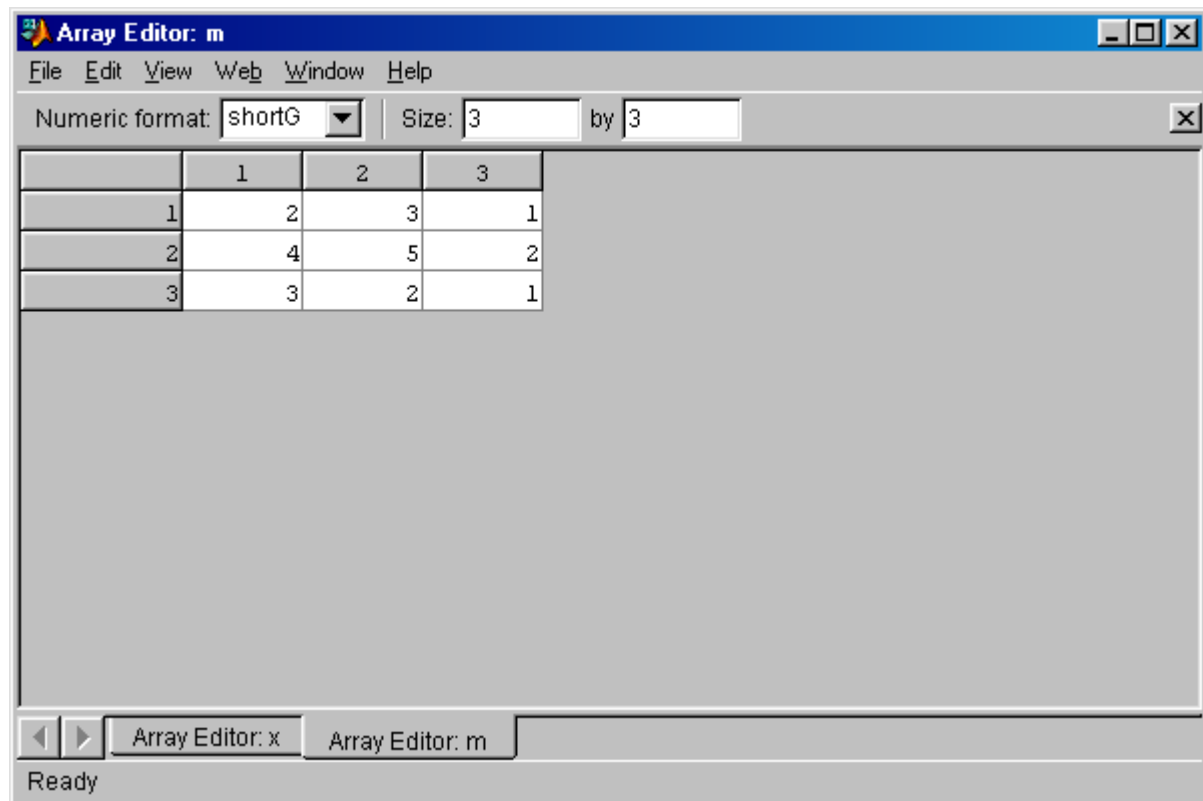 Array Editor: m
File Edit View Web Window Help
Numeric format: shortG Size: 3 by 3
1 2 3
1 2 3 1
2 4 5 2
3 3 2 1
Array Editor: x Array Editor: m
Ready